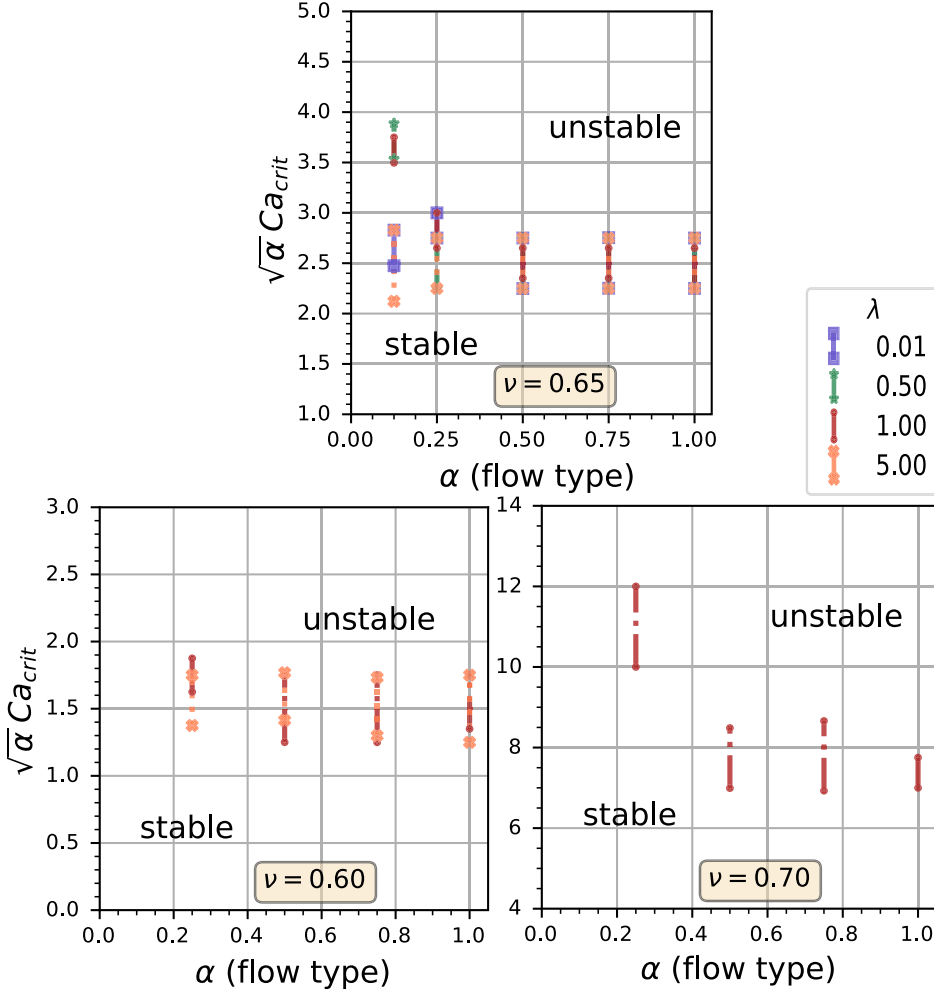 5.0
4.5
4.0
3.5
3.0
2.5
2.0
1.5
1.0
√α Ca_crit
unstable
stable
ν = 0.65
0.00 0.25 0.50 0.75 1.00
α (flow type)
λ
0.01
0.50
1.00
5.00
3.0
2.5
2.0
1.5
1.0
0.5
0.0
√α Ca_crit
unstable
stable
ν = 0.60
0.0 0.2 0.4 0.6 0.8 1.0
α (flow type)
14
12
10
8
6
4
unstable
stable
ν = 0.70
0.0 0.2 0.4 0.6 0.8 1.0
α (flow type)